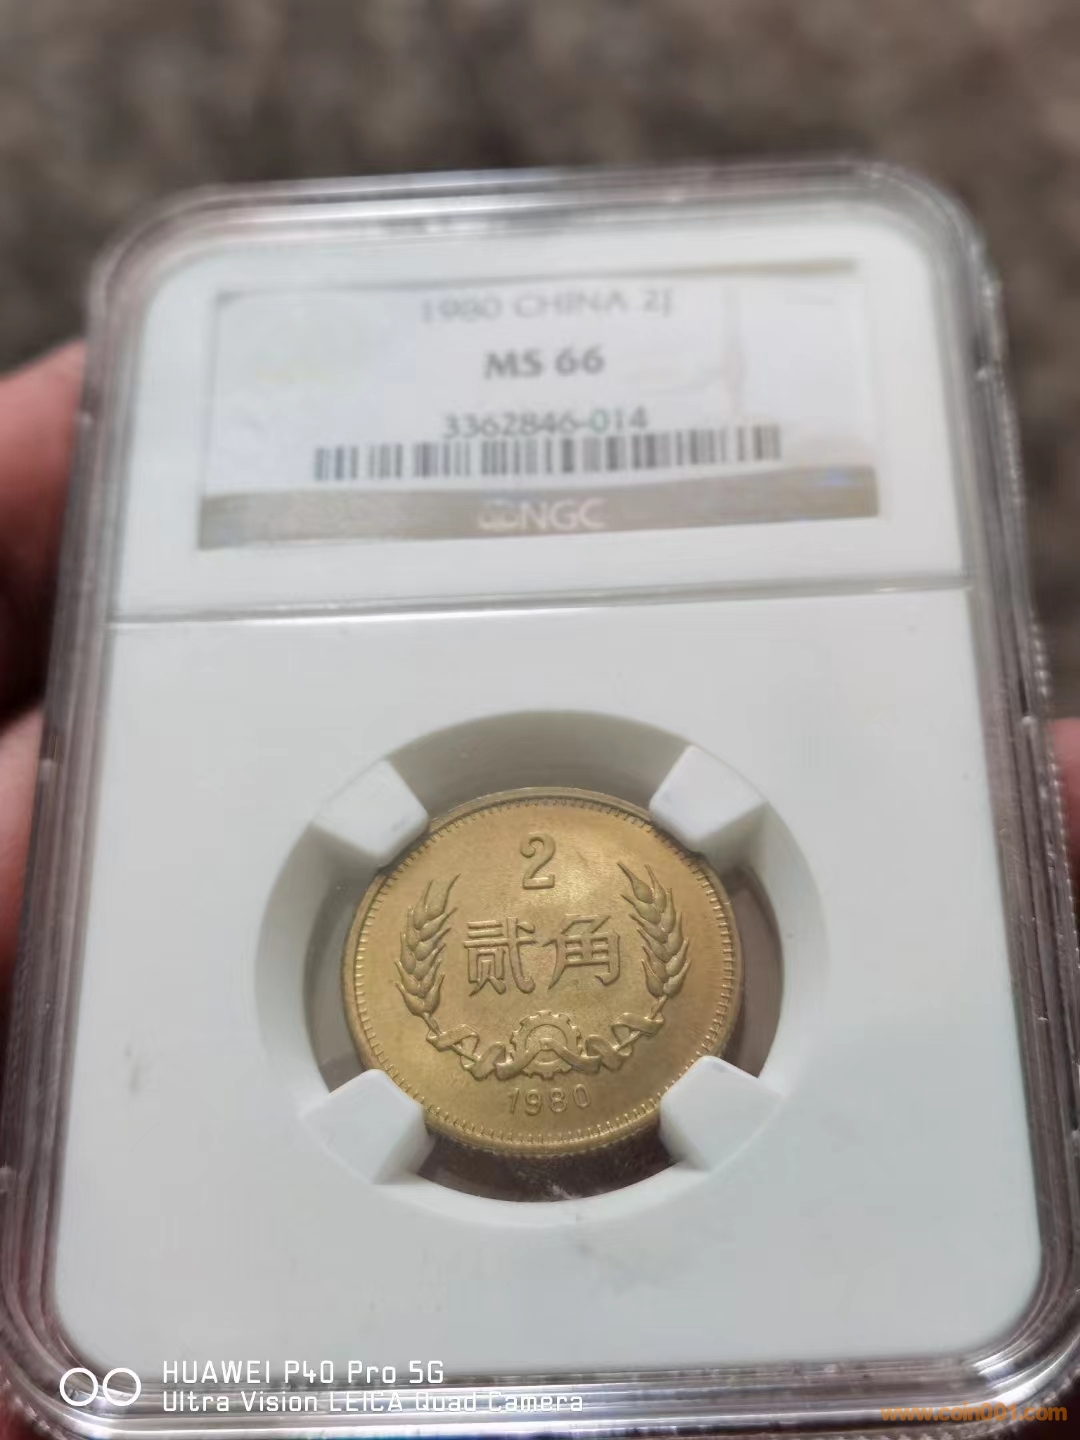 1980 CHINA 2J
MS 66
3362846-014
NGC
2
贰角
1980
HUAWEI P40 Pro 5G
Ultra Vision LEICA Quad Camera
www.coin001.com